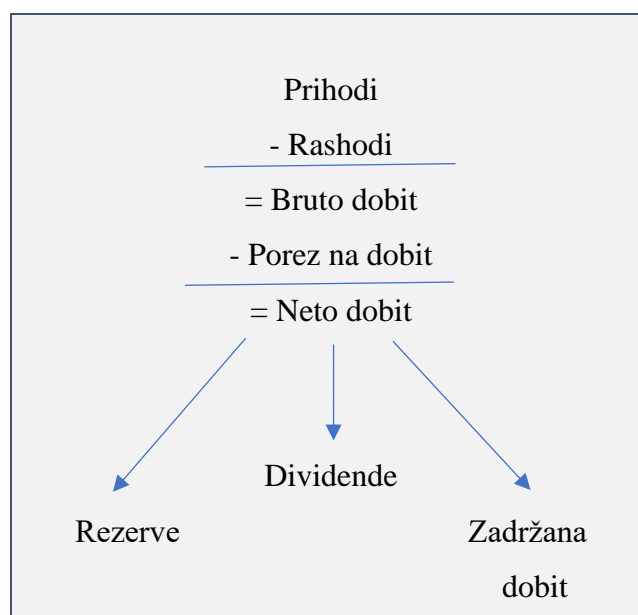 Prihodi
- Rashodi
= Bruto dobit
- Porez na dobit
= Neto dobit
Dividende
Rezerve
Zadržana
dobit